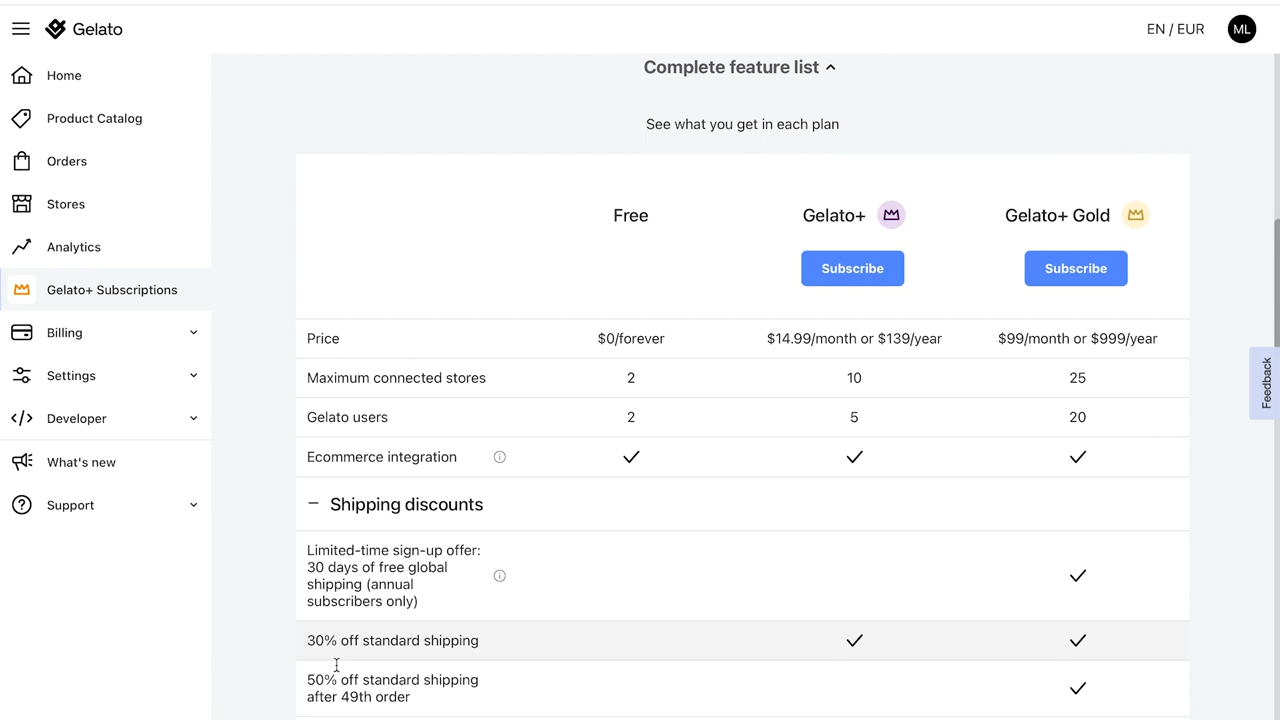 Gelato
EN / EUR
ML
Home
Product Catalog
Orders
Stores
Analytics
Gelato+ Subscriptions
Billing
Settings
Developer
What's new
Support
Complete feature list
See what you get in each plan
Free
Gelato+
Gelato+ Gold
Subscribe
Subscribe
Price
$0/forever
$14.99/month or $139/year
$99/month or $999/year
Maximum connected stores
2
10
25
Gelato users
2
5
20
Ecommerce integration
Shipping discounts
Limited-time sign-up offer:
30 days of free global
shipping (annual
subscribers only)
30% off standard shipping
50% off standard shipping
after 49th order
Feedback